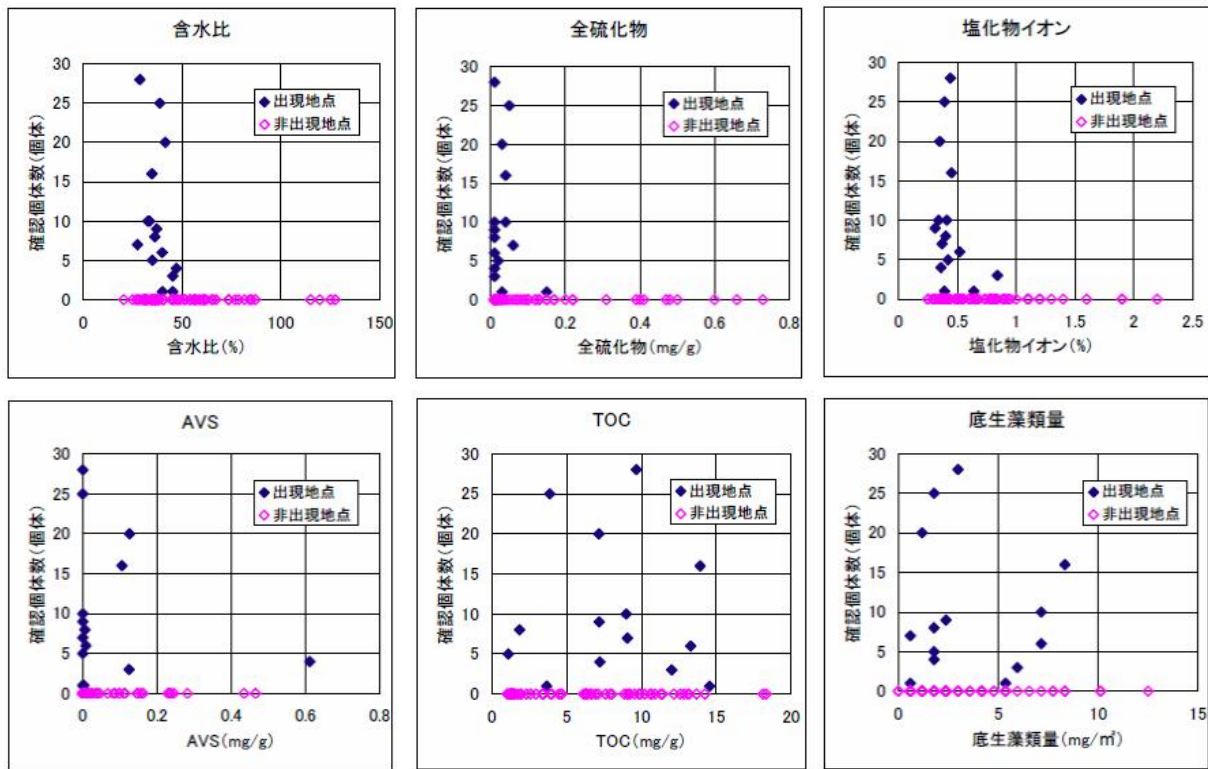 含水比
30
25
20
15
10
5
0
確認個体数(個体)
◆ 出現地点
◇ 非出現地点
0 50 100 150
含水比(%)
全硫化物
30
25
20
15
10
5
0
確認個体数(個体)
◆ 出現地点
◇ 非出現地点
0 0.2 0.4 0.6 0.8
全硫化物(mg/g)
塩化物イオン
30
25
20
15
10
5
0
確認個体数(個体)
◆ 出現地点
◇ 非出現地点
0 0.5 1 1.5 2 2.5
塩化物イオン(%)
AVS
30
25
20
15
10
5
0
確認個体数(個体)
◆ 出現地点
◇ 非出現地点
0 0.2 0.4 0.6 0.8
AVS(mg/g)
TOC
30
25
20
15
10
5
0
確認個体数(個体)
◆ 出現地点
◇ 非出現地点
0 5 10 15 20
TOC(mg/g)
底生藻類量
30
25
20
15
10
5
0
確認個体数(個体)
◆ 出現地点
◇ 非出現地点
0 5 10 15
底生藻類量(mg/㎡)